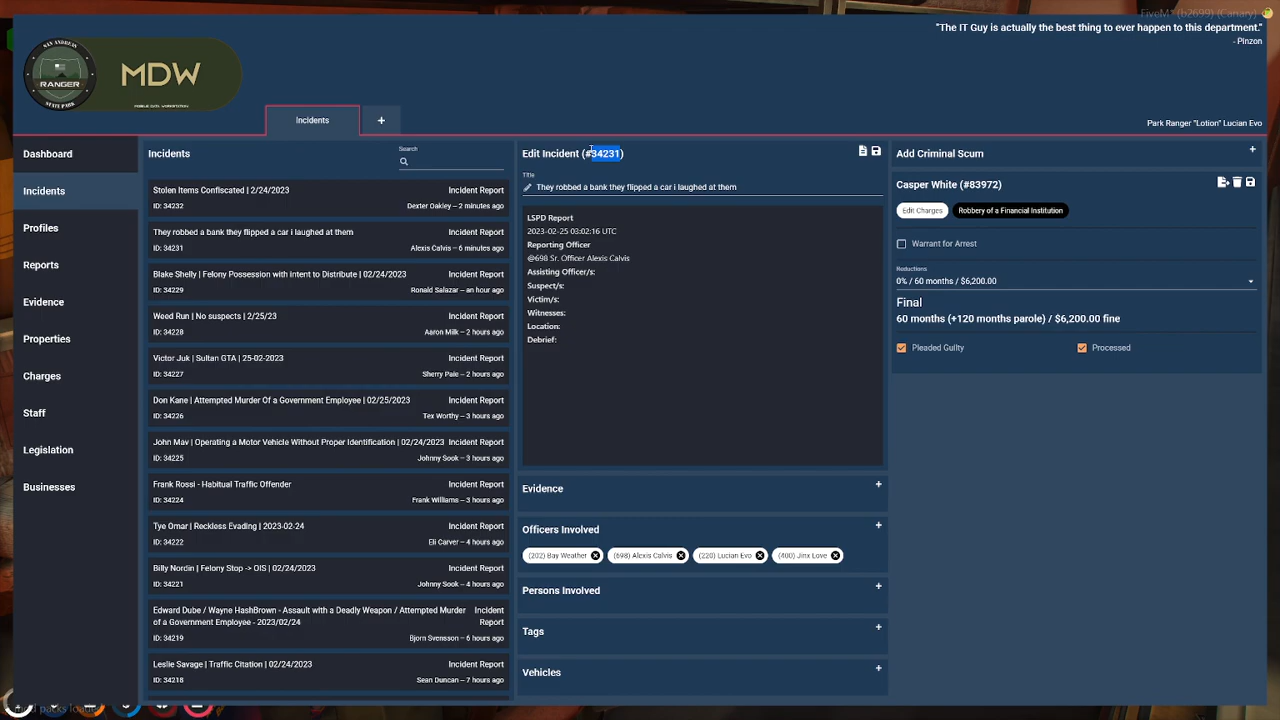 FiveM® (b2699) (Canary)
"The IT Guy is actually the best thing to ever happen to this department."
- Pinzon
SAN ANDREAS
RANGER
STATE PARK
MDW
MOBILE DATA WORKSTATION
Incidents
+
Park Ranger "Lotion" Lucian Evo
Dashboard
Incidents
Profiles
Reports
Evidence
Properties
Charges
Staff
Legislation
Businesses
Incidents
Search
Stolen Items Confiscated | 2/24/2023 Incident Report
ID: 34232 Dexter Oakley – 2 minutes ago
They robbed a bank they flipped a car i laughed at them Incident Report
ID: 34231 Alexis Calvis – 6 minutes ago
Blake Shelly | Felony Possession with intent to Distribute | 02/24/2023 Incident Report
ID: 34229 Ronald Salazar – an hour ago
Weed Run | No suspects | 2/25/23 Incident Report
ID: 34228 Aaron Milk – 2 hours ago
Victor Juk | Sultan GTA | 25-02-2023 Incident Report
ID: 34227 Sherry Pale – 2 hours ago
Don Kane | Attempted Murder Of a Government Employee | 02/25/2023 Incident Report
ID: 34226 Tex Worthy – 3 hours ago
John Mav | Operating a Motor Vehicle Without Proper Identification | 02/24/2023 Incident Report
ID: 34225 Johnny Sook – 3 hours ago
Frank Rossi - Habitual Traffic Offender Incident Report
ID: 34224 Frank Williams – 3 hours ago
Tye Omar | Reckless Evading | 2023-02-24 Incident Report
ID: 34222 Eli Carver – 4 hours ago
Billy Nordin | Felony Stop -> OIS | 02/24/2023 Incident Report
ID: 34221 Johnny Sook – 4 hours ago
Edward Dube / Wayne HashBrown - Assault with a Deadly Weapon / Attempted Murder Incident
of a Government Employee - 2023/02/24 Report
ID: 34219 Bjorn Svensson – 6 hours ago
Leslie Savage | Traffic Citation | 02/24/2023 Incident Report
ID: 34218 Sean Duncan – 7 hours ago
Edit Incident (#34231)
Title
They robbed a bank they flipped a car i laughed at them
LSPD Report
2023-02-25 03:02:16 UTC
Reporting Officer
@698 Sr. Officer Alexis Calvis
Assisting Officer/s:
Suspect/s:
Victim/s:
Witnesses:
Location:
Debrief:
Evidence +
Officers Involved +
(202) Bay Weather (698) Alexis Calvis (220) Lucian Evo (400) Jinx Love
Persons Involved +
Tags +
Vehicles +
Add Criminal Scum +
Casper White (#83972)
Edit Charges Robbery of a Financial Institution
Warrant for Arrest
Reductions
0% / 60 months / $6,200.00
Final
60 months (+120 months parole) / $6,200.00 fine
Pleaded Guilty Processed